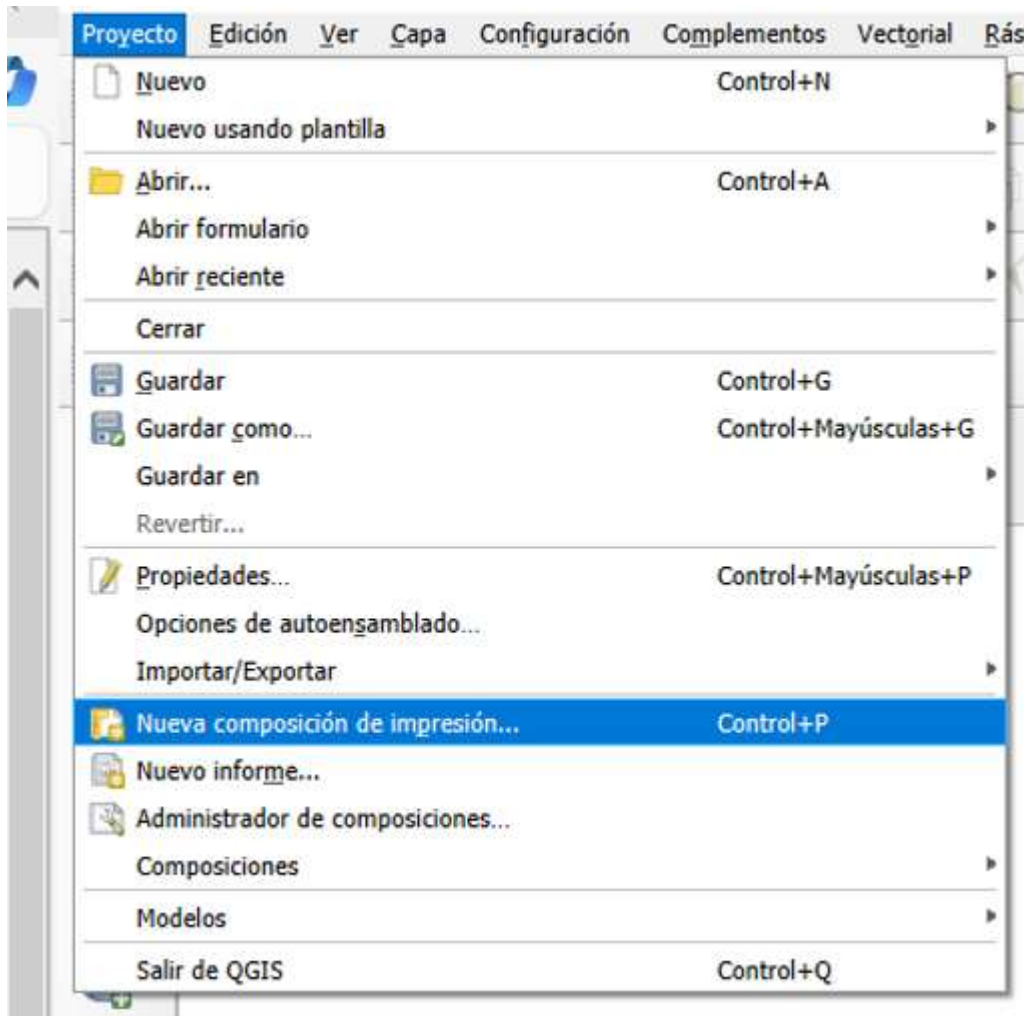 Proyecto Edición Ver Capa Configuración Complementos Vectorial Rás
Nuevo Control+N
Nuevo usando plantilla
Abrir... Control+A
Abrir formulario
Abrir reciente
Cerrar
Guardar Control+G
Guardar como... Control+Mayúsculas+G
Guardar en
Revertir...
Propiedades... Control+Mayúsculas+P
Opciones de autoensamblado...
Importar/Exportar
Nueva composición de impresión... Control+P
Nuevo informe...
Administrador de composiciones...
Composiciones
Modelos
Salir de QGIS Control+Q